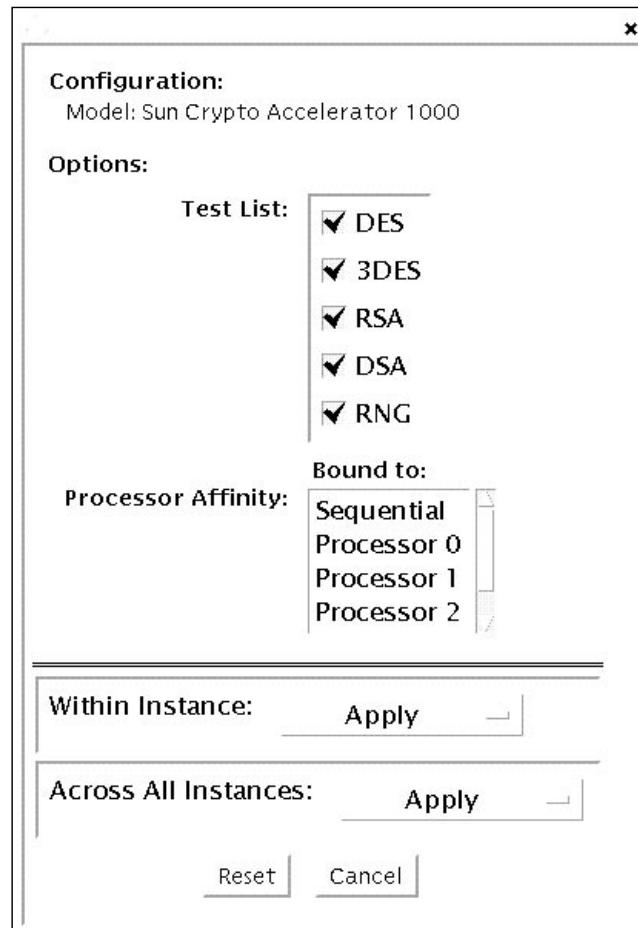 Configuration:
Model: Sun Crypto Accelerator 1000
Options:
Test List:
DES
3DES
RSA
DSA
RNG
Bound to:
Processor Affinity:
Sequential
Processor 0
Processor 1
Processor 2
Within Instance: Apply
Across All Instances: Apply
Reset Cancel